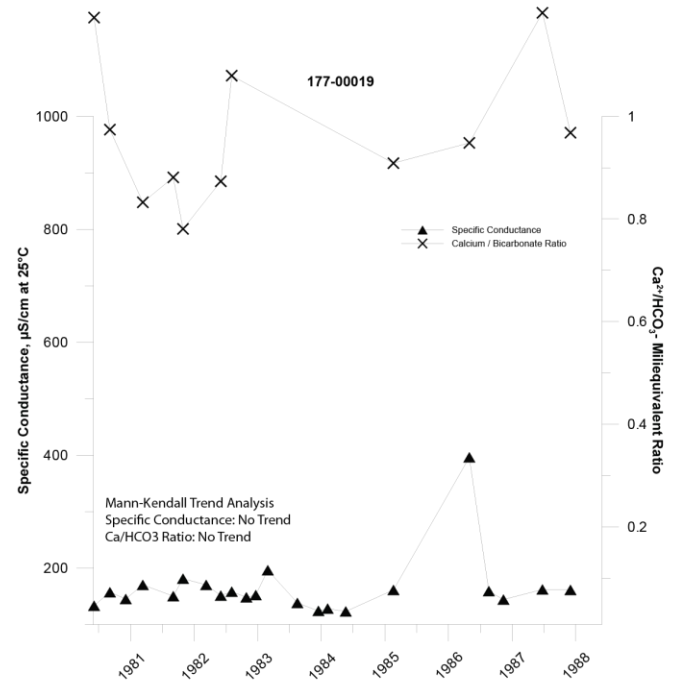 177-00019
1000
800
600
400
200
Specific Conductance, µS/cm at 25°C
1
0.8
0.6
0.4
0.2
Ca²⁺/HCO₃- Miliequivalent Ratio
Specific Conductance
Calcium / Bicarbonate Ratio
Mann-Kendall Trend Analysis
Specific Conductance: No Trend
Ca/HCO3 Ratio: No Trend
1981
1982
1983
1984
1985
1986
1987
1988